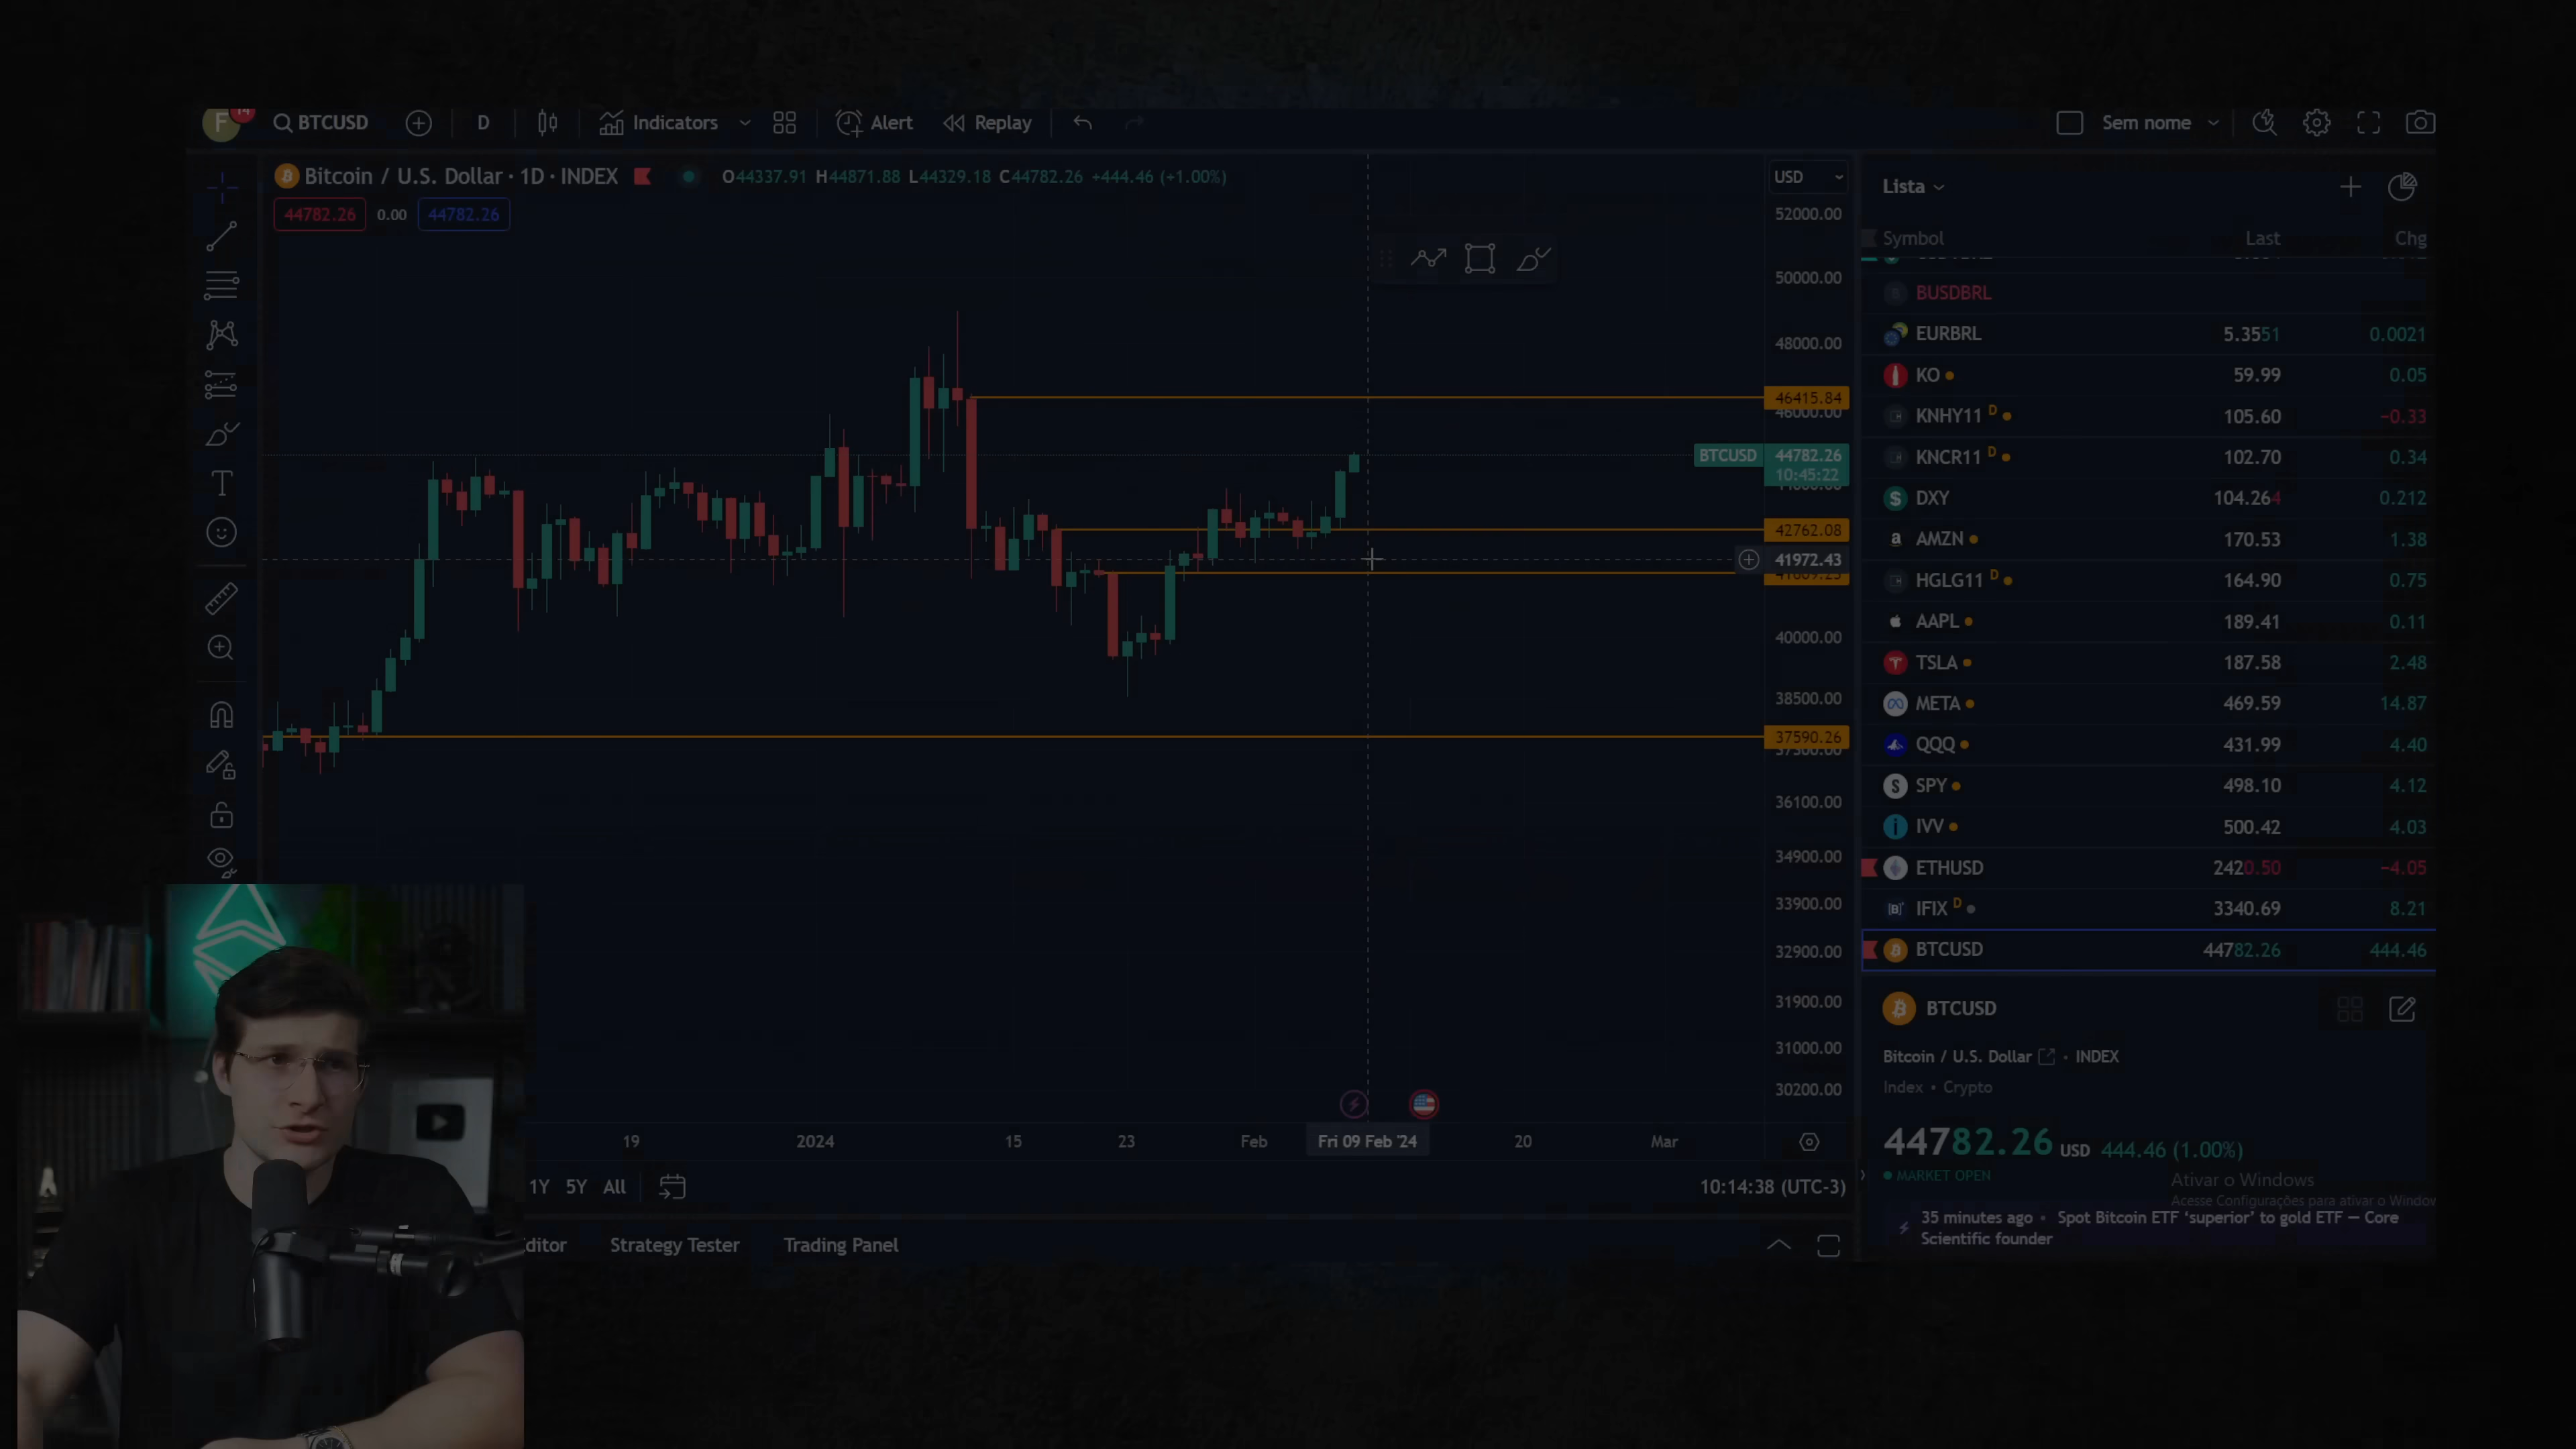 F 14 BTCUSD D Indicators Alert Replay Sem nome
Bitcoin / U.S. Dollar · 1D · INDEX O44337.91 H44871.88 L44329.18 C44782.26 +444.46 (+1.00%)
44782.26 0.00 44782.26
USD
52000.00
50000.00
48000.00
46415.84
46000.00
BTCUSD 44782.26
10:45:22
42762.08
41972.43
40000.00
38500.00
37590.26
36100.00
34900.00
33900.00
32900.00
31900.00
31000.00
30200.00
19 2024 15 23 Feb Fri 09 Feb '24 20 Mar
1Y 5Y All 10:14:38 (UTC-3)
ditor Strategy Tester Trading Panel
Lista
Symbol Last Chg
BUSDBRL
EURBRL 5.3551 0.0021
KO 59.99 0.05
KNHY11 D 105.60 −0.33
KNCR11 D 102.70 0.34
DXY 104.264 0.212
AMZN 170.53 1.38
HGLG11 D 164.90 0.75
AAPL 189.41 0.11
TSLA 187.58 2.48
META 469.59 14.87
QQQ 431.99 4.40
SPY 498.10 4.12
IVV 500.42 4.03
ETHUSD 2420.50 −4.05
IFIX D 3340.69 8.21
BTCUSD 44782.26 444.46
BTCUSD
Bitcoin / U.S. Dollar · INDEX
Index • Crypto
44782.26 USD 444.46 (1.00%)
MARKET OPEN
Ativar o Windows
Acesse Configurações para ativar o Window
35 minutes ago • Spot Bitcoin ETF ‘superior’ to gold ETF — Core
Scientific founder